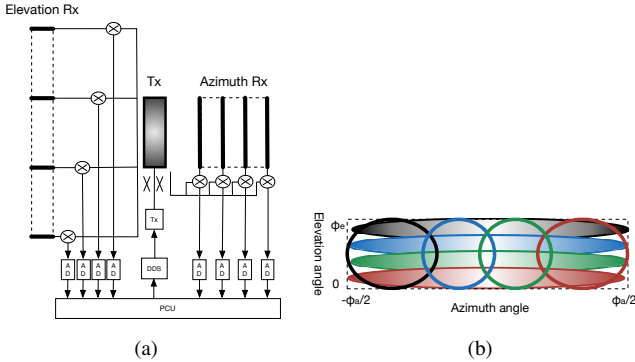 Elevation Rx
Tx
Azimuth Rx
Tx
A
D
A
D
A
D
A
D
DDS
A
D
A
D
A
D
A
D
PCU
(a)
Elevation angle
ϕe
0
-ϕa/2
Azimuth angle
ϕa/2
(b)